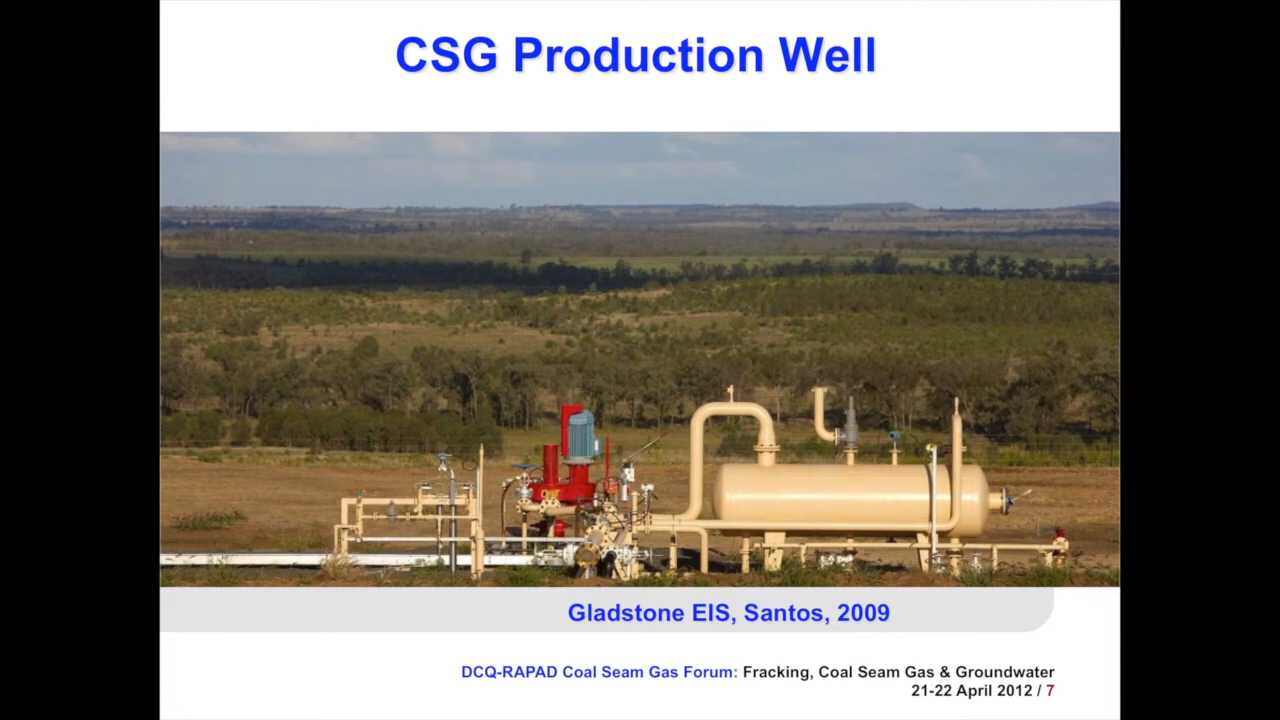 CSG Production Well
Gladstone EIS, Santos, 2009
DCQ-RAPAD Coal Seam Gas Forum: Fracking, Coal Seam Gas & Groundwater
21-22 April 2012 / 7